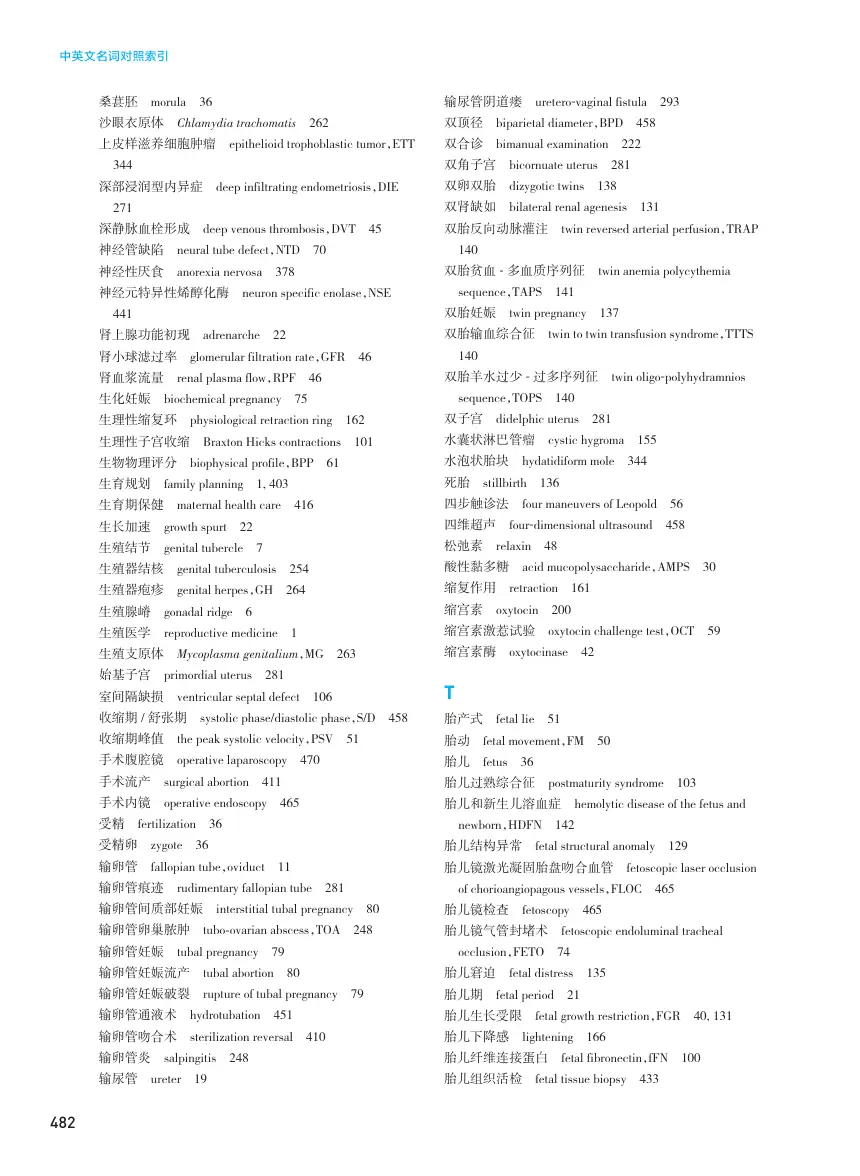 中英文名词对照索引
桑葚胚 morula 36
沙眼衣原体 Chlamydia trachomatis 262
上皮样滋养细胞肿瘤 epithelioid trophoblastic tumor,ETT
344
深部浸润型内异症 deep infiltrating endometriosis,DIE
271
深静脉血栓形成 deep venous thrombosis,DVT 45
神经管缺陷 neural tube defect,NTD 70
神经性厌食 anorexia nervosa 378
神经元特异性烯醇化酶 neuron specific enolase,NSE
441
肾上腺功能初现 adrenarche 22
肾小球滤过率 glomerular filtration rate,GFR 46
肾血浆流量 renal plasma flow,RPF 46
生化妊娠 biochemical pregnancy 75
生理性缩复环 physiological retraction ring 162
生理性子宫收缩 Braxton Hicks contractions 101
生物物理评分 biophysical profile,BPP 61
生育规划 family planning 1, 403
生育期保健 maternal health care 416
生长加速 growth spurt 22
生殖结节 genital tubercle 7
生殖器结核 genital tuberculosis 254
生殖器疱疹 genital herpes,GH 264
生殖腺嵴 gonadal ridge 6
生殖医学 reproductive medicine 1
生殖支原体 Mycoplasma genitalium,MG 263
始基子宫 primordial uterus 281
室间隔缺损 ventricular septal defect 106
收缩期 / 舒张期 systolic phase/diastolic phase,S/D 458
收缩期峰值 the peak systolic velocity,PSV 51
手术腹腔镜 operative laparoscopy 470
手术流产 surgical abortion 411
手术内镜 operative endoscopy 465
受精 fertilization 36
受精卵 zygote 36
输卵管 fallopian tube,oviduct 11
输卵管痕迹 rudimentary fallopian tube 281
输卵管间质部妊娠 interstitial tubal pregnancy 80
输卵管卵巢脓肿 tubo-ovarian abscess,TOA 248
输卵管妊娠 tubal pregnancy 79
输卵管妊娠流产 tubal abortion 80
输卵管妊娠破裂 rupture of tubal pregnancy 79
输卵管通液术 hydrotubation 451
输卵管吻合术 sterilization reversal 410
输卵管炎 salpingitis 248
输尿管 ureter 19
输尿管阴道瘘 uretero-vaginal fistula 293
双顶径 biparietal diameter,BPD 458
双合诊 bimanual examination 222
双角子宫 bicornuate uterus 281
双卵双胎 dizygotic twins 138
双肾缺如 bilateral renal agenesis 131
双胎反向动脉灌注 twin reversed arterial perfusion,TRAP
140
双胎贫血 - 多血质序列征 twin anemia polycythemia
sequence,TAPS 141
双胎妊娠 twin pregnancy 137
双胎输血综合征 twin to twin transfusion syndrome,TTTS
140
双胎羊水过少 - 过多序列征 twin oligo-polyhydramnios
sequence,TOPS 140
双子宫 didelphic uterus 281
水囊状淋巴管瘤 cystic hygroma 155
水泡状胎块 hydatidiform mole 344
死胎 stillbirth 136
四步触诊法 four maneuvers of Leopold 56
四维超声 four-dimensional ultrasound 458
松弛素 relaxin 48
酸性黏多糖 acid mucopolysaccharide,AMPS 30
缩复作用 retraction 161
缩宫素 oxytocin 200
缩宫素激惹试验 oxytocin challenge test,OCT 59
缩宫素酶 oxytocinase 42
T
胎产式 fetal lie 51
胎动 fetal movement,FM 50
胎儿 fetus 36
胎儿过熟综合征 postmaturity syndrome 103
胎儿和新生儿溶血症 hemolytic disease of the fetus and
newborn,HDFN 142
胎儿结构异常 fetal structural anomaly 129
胎儿镜激光凝固胎盘吻合血管 fetoscopic laser occlusion
of chorioangiopagous vessels,FLOC 465
胎儿镜检查 fetoscopy 465
胎儿镜气管封堵术 fetoscopic endoluminal tracheal
occlusion,FETO 74
胎儿窘迫 fetal distress 135
胎儿期 fetal period 21
胎儿生长受限 fetal growth restriction,FGR 40, 131
胎儿下降感 lightening 166
胎儿纤维连接蛋白 fetal fibronectin,fFN 100
胎儿组织活检 fetal tissue biopsy 433
482